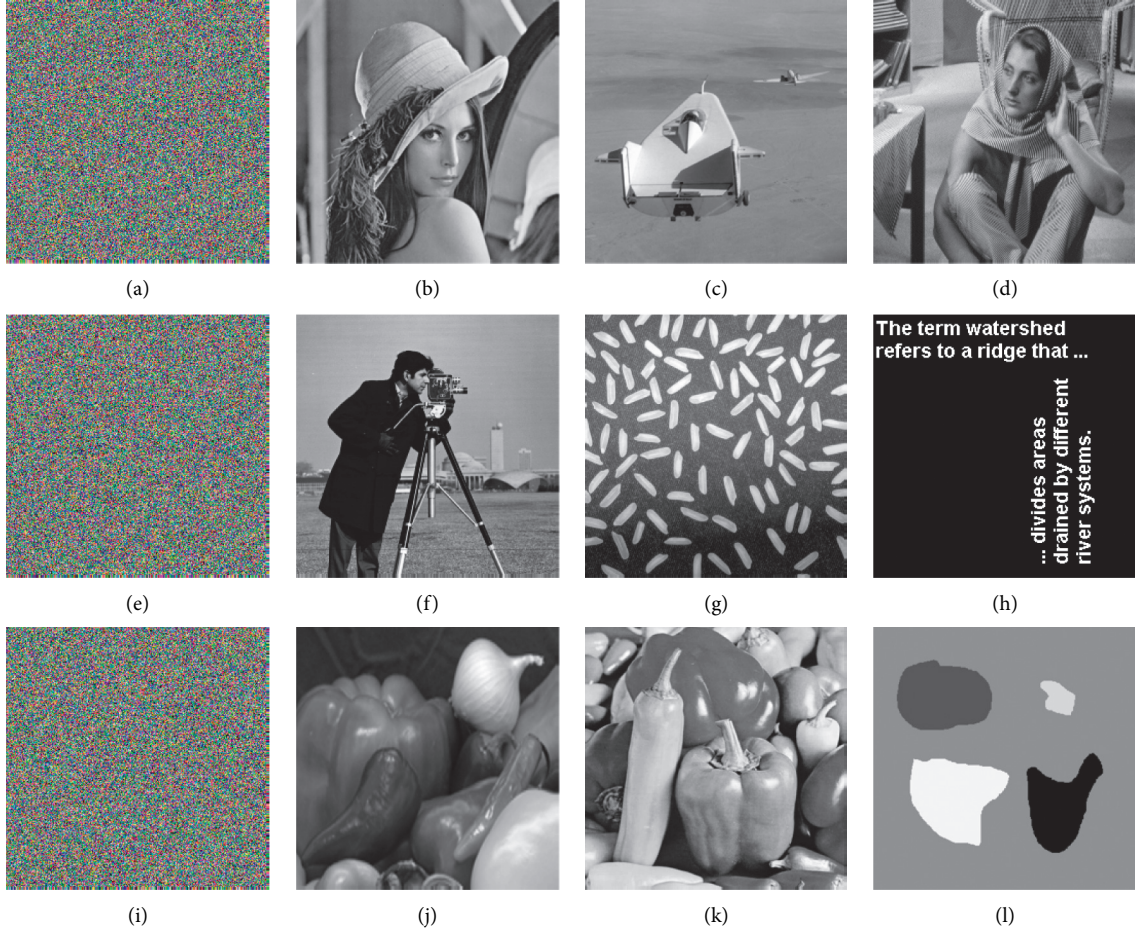 (a)
(b)
(c)
(d)
The term watershed
refers to a ridge that ...
... divides areas
drained by different
river systems.
(e)
(f)
(g)
(h)
(i)
(j)
(k)
(l)